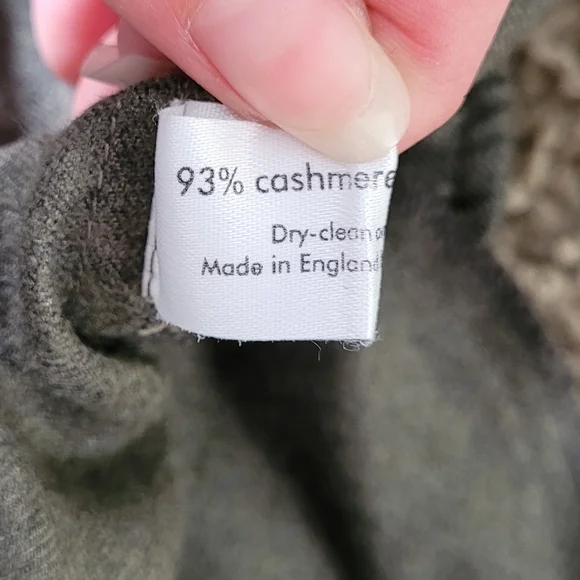 93% cashmere
Dry-clean
Made in England